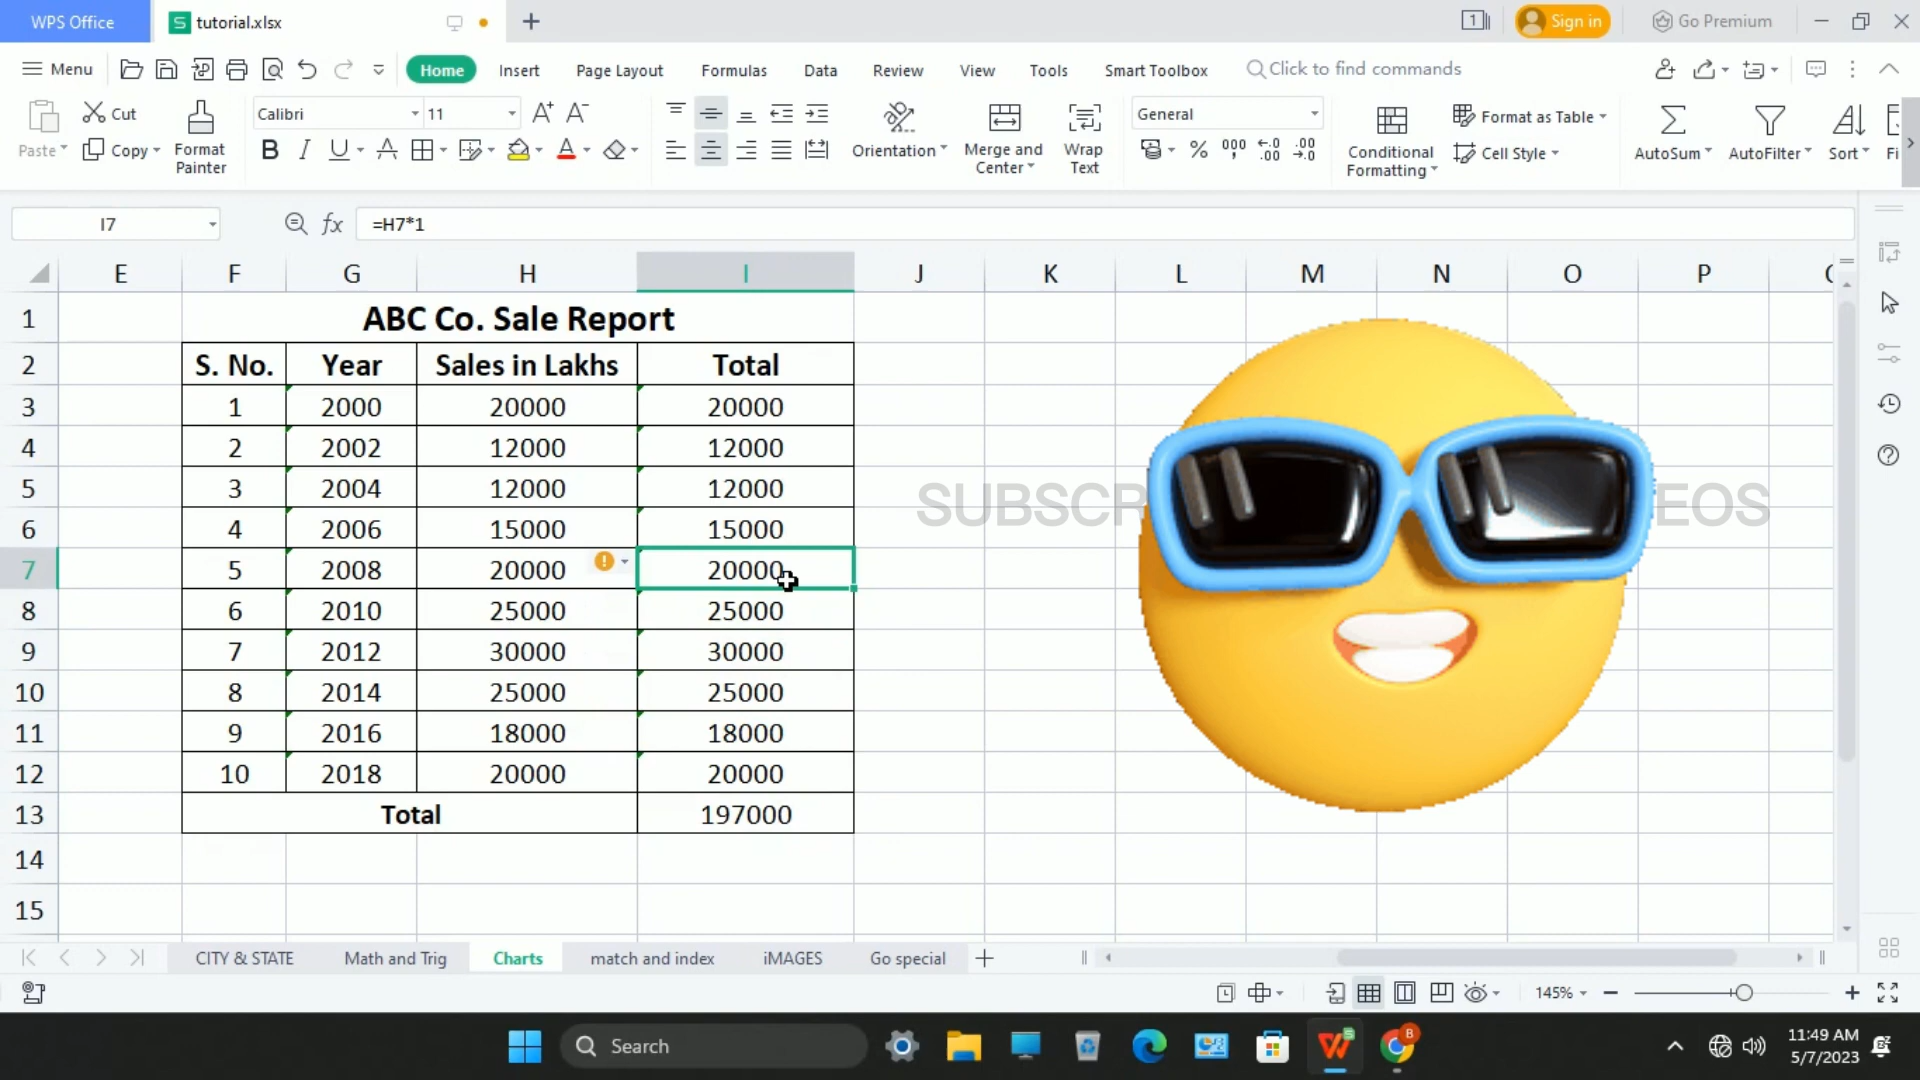 WPS Office
tutorial.xlsx
1
Sign in
Go Premium
Menu
Home
Insert
Page Layout
Formulas
Data
Review
View
Tools
Smart Toolbox
Click to find commands
Paste
Cut
Copy
Format
Painter
Calibri
11
Orientation
Merge and
Center
Wrap
Text
General
Conditional
Formatting
Format as Table
Cell Style
AutoSum
AutoFilter
Sort
Fi
I7
fx
=H7*1
E F G H I J K L M N O P
1 ABC Co. Sale Report
2 S. No. Year Sales in Lakhs Total
3 1 2000 20000 20000
4 2 2002 12000 12000
5 3 2004 12000 12000
6 4 2006 15000 15000
7 5 2008 20000 20000
8 6 2010 25000 25000
9 7 2012 30000 30000
10 8 2014 25000 25000
11 9 2016 18000 18000
12 10 2018 20000 20000
13 Total 197000
14
15
CITY & STATE
Math and Trig
Charts
match and index
iMAGES
Go special
145%
Search
11:49 AM
5/7/2023